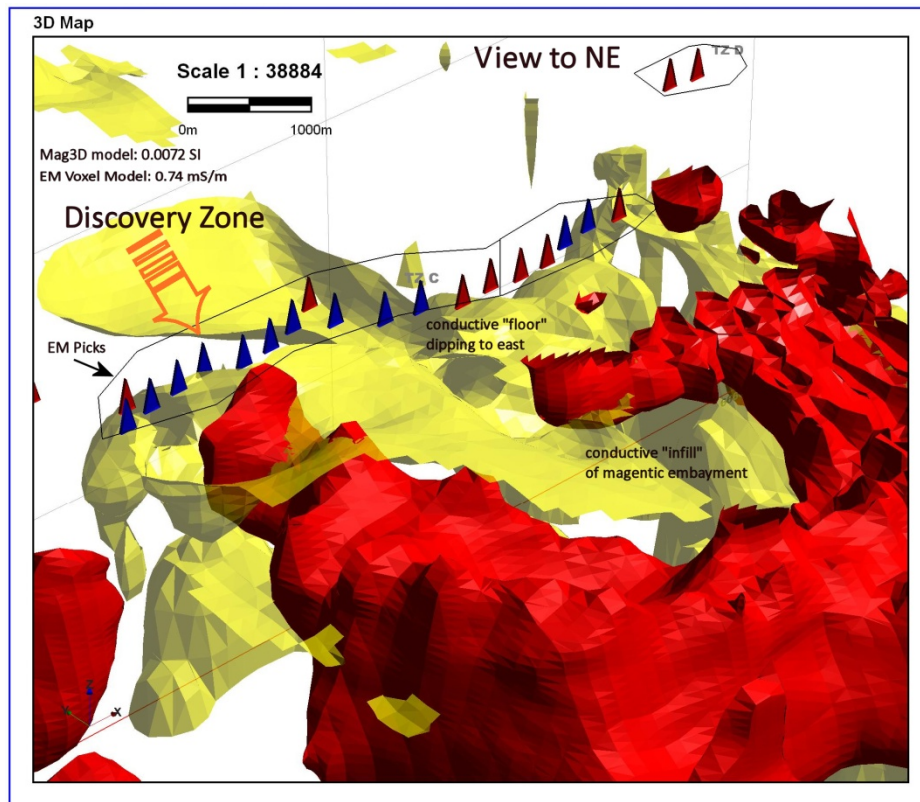 3D Map
View to NE
TZ D
Scale 1 : 38884
0m 1000m
Mag3D model: 0.0072 SI
EM Voxel Model: 0.74 mS/m
Discovery Zone
TZ C
conductive "floor"
dipping to east
EM Picks
conductive "infill"
of magentic embayment
Z
X